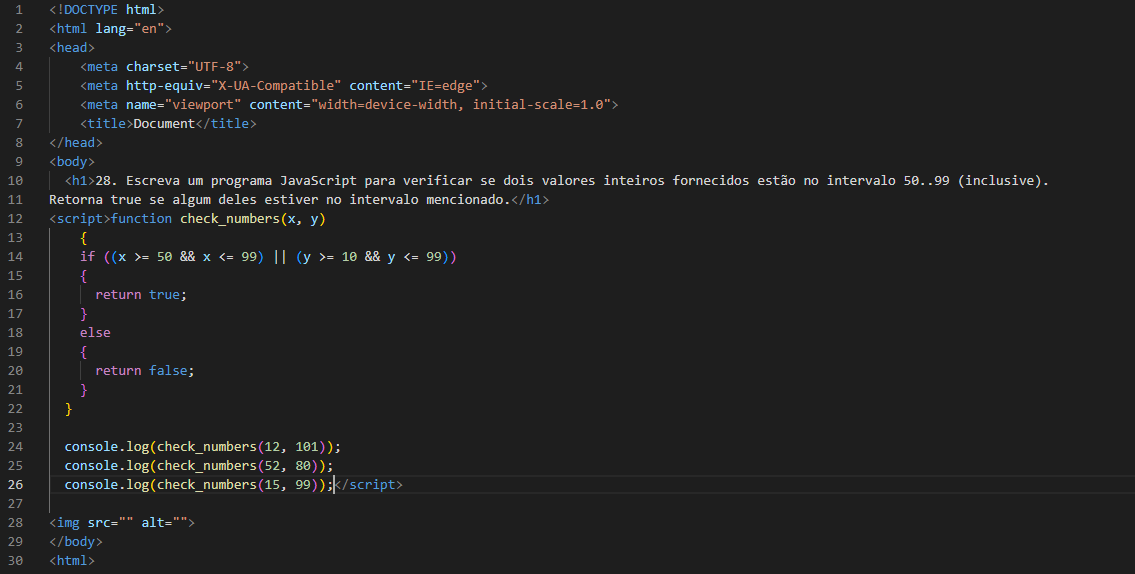 1 <!DOCTYPE html>
2 <html lang="en">
3 <head>
4     <meta charset="UTF-8">
5     <meta http-equiv="X-UA-Compatible" content="IE=edge">
6     <meta name="viewport" content="width=device-width, initial-scale=1.0">
7     <title>Document</title>
8 </head>
9 <body>
10   <h1>28. Escreva um programa JavaScript para verificar se dois valores inteiros fornecidos estão no intervalo 50..99 (inclusive).
11 Retorna true se algum deles estiver no intervalo mencionado.</h1>
12 <script>function check_numbers(x, y)
13     {
14     if ((x >= 50 && x <= 99) || (y >= 10 && y <= 99))
15     {
16       return true;
17     }
18     else
19     {
20       return false;
21     }
22   }
23
24   console.log(check_numbers(12, 101));
25   console.log(check_numbers(52, 80));
26   console.log(check_numbers(15, 99));</script>
27
28 <img src="" alt="">
29 </body>
30 <html>